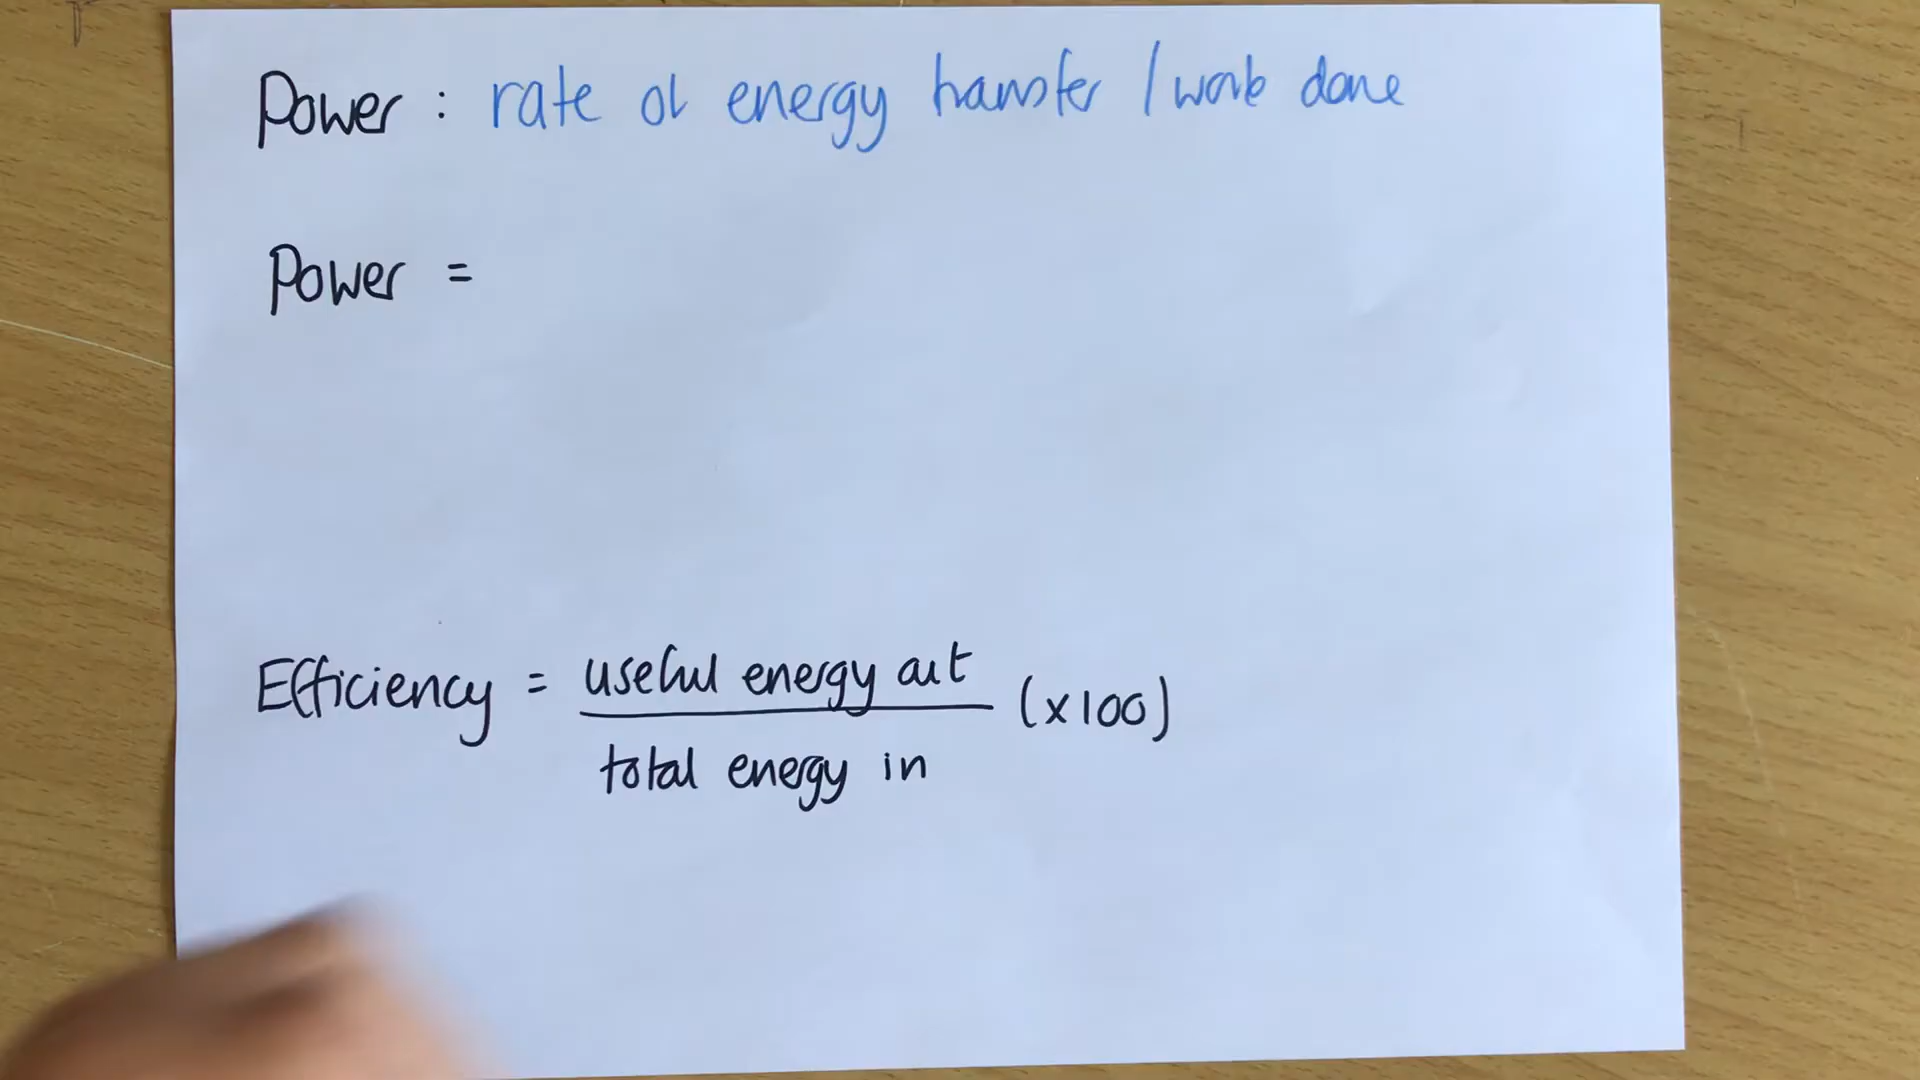 Power : rate of energy transfer / work done
Power =
Efficiency = useful energy out
total energy in
(x100)